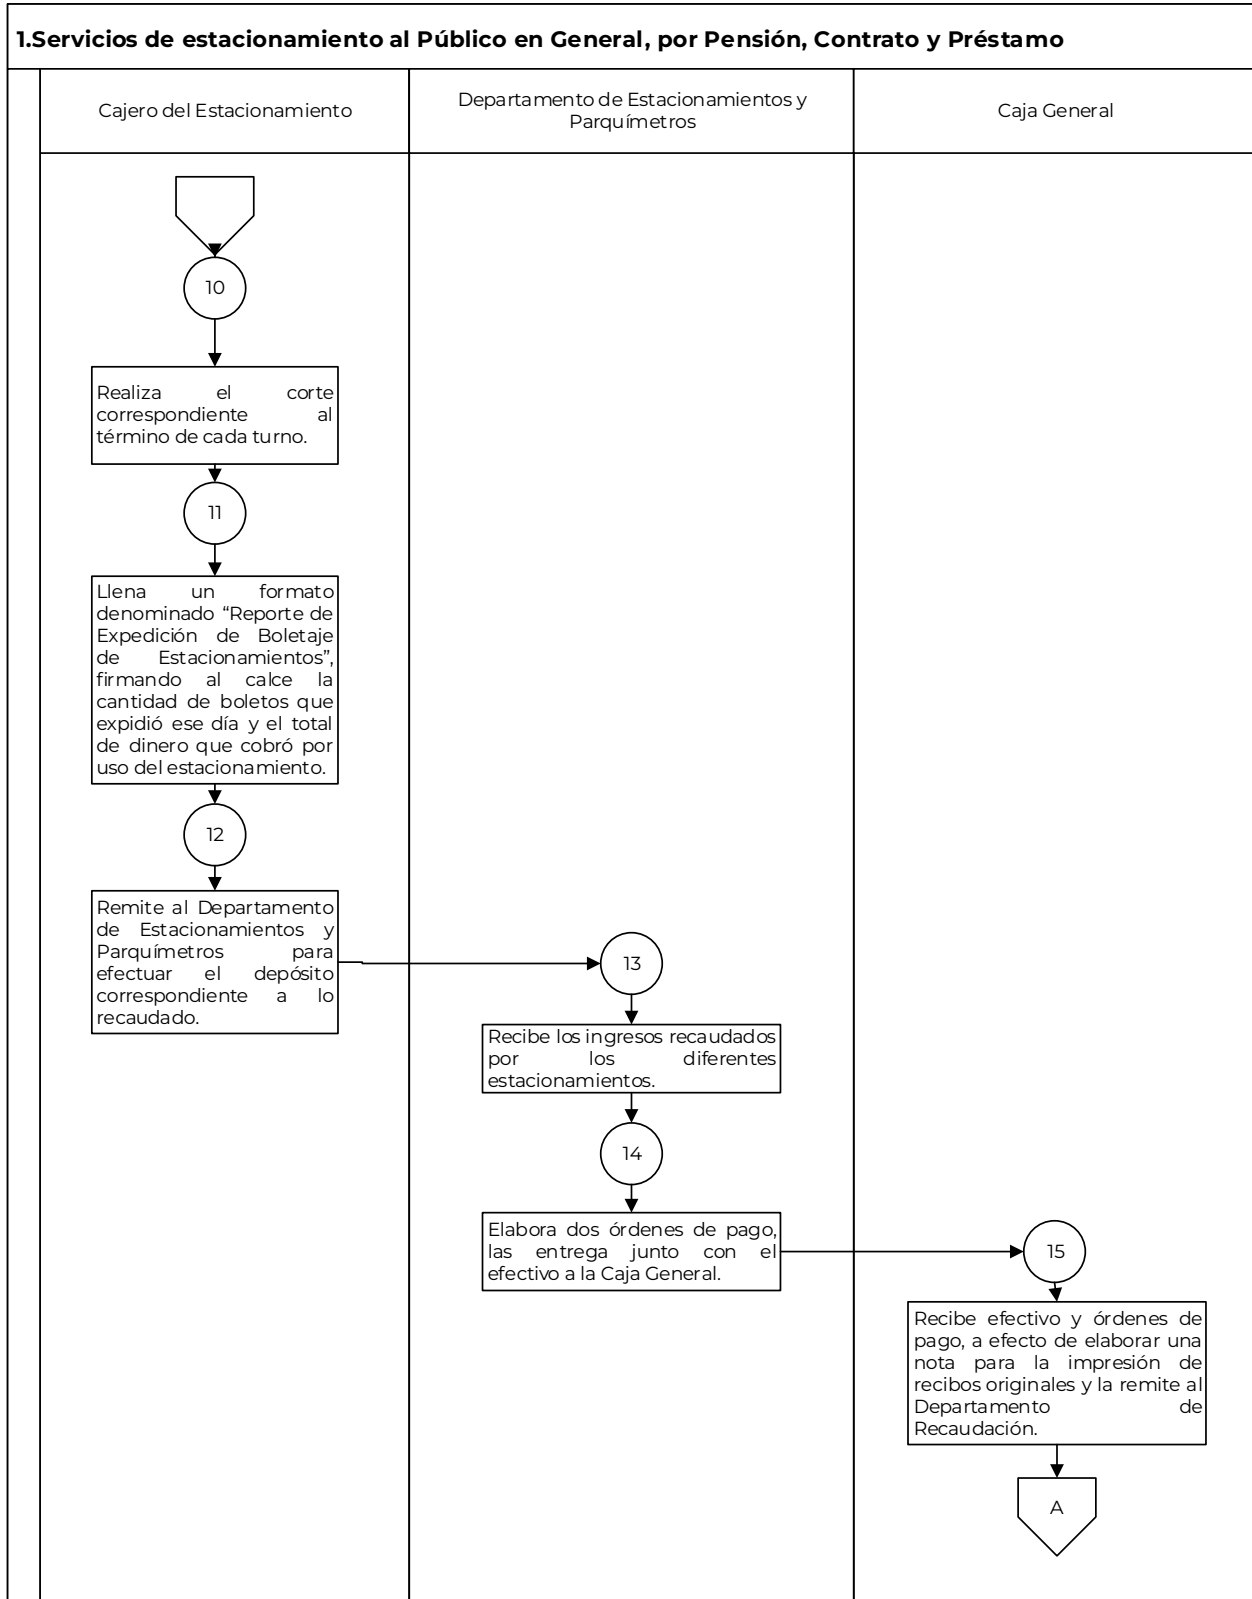 1.Servicios de estacionamiento al Público en General, por Pensión, Contrato y Préstamo
Cajero del Estacionamiento
Departamento de Estacionamientos y
Parquímetros
Caja General
10
Realiza el corte
correspondiente al
término de cada turno.
11
Llena un formato
denominado “Reporte de
Expedición de Boletaje
de Estacionamientos”,
firmando al calce la
cantidad de boletos que
expidió ese día y el total
de dinero que cobró por
uso del estacionamiento.
12
Remite al Departamento
de Estacionamientos y
Parquímetros para
efectuar el depósito
correspondiente a lo
recaudado.
13
Recibe los ingresos recaudados
por los diferentes
estacionamientos.
14
Elabora dos órdenes de pago,
las entrega junto con el
efectivo a la Caja General.
15
Recibe efectivo y órdenes de
pago, a efecto de elaborar una
nota para la impresión de
recibos originales y la remite al
Departamento de
Recaudación.
A